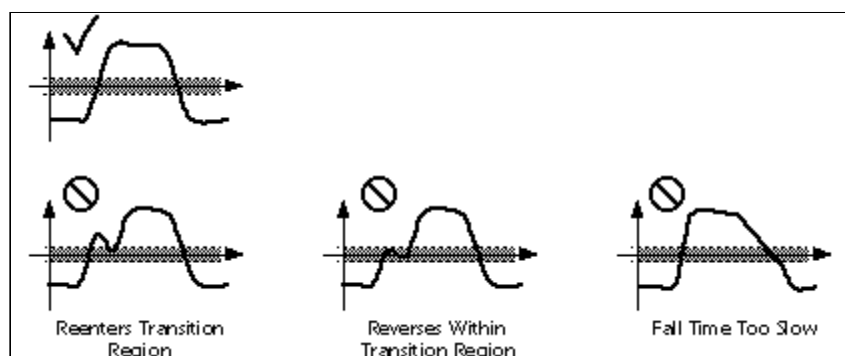 Reenters Transition
Region
Reverses Within
Transition Region
Fall Time Too Slow